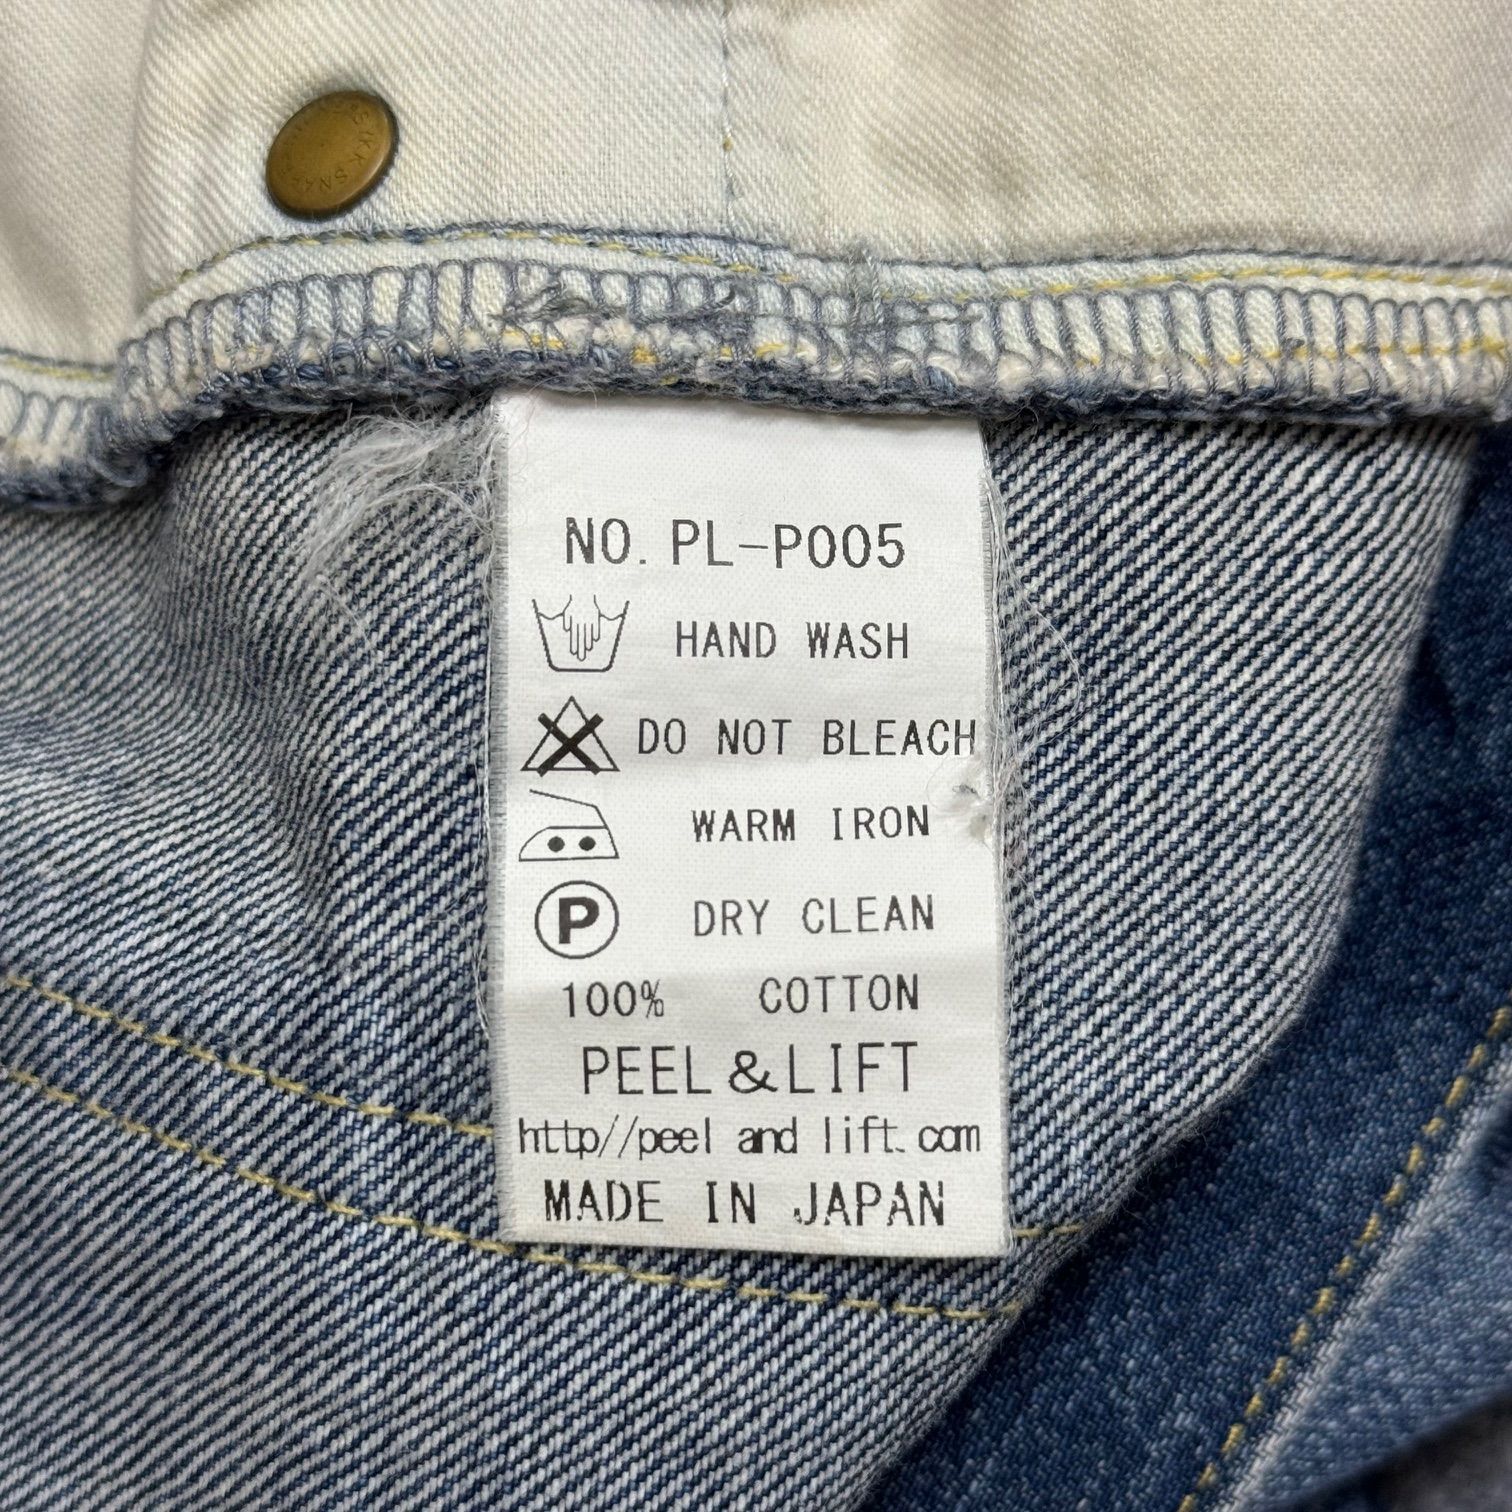 NO. PL-P005
HAND WASH
DO NOT BLEACH
WARM IRON
P DRY CLEAN
100% COTTON
PEEL&LIFT
http//peel and lift.com
MADE IN JAPAN